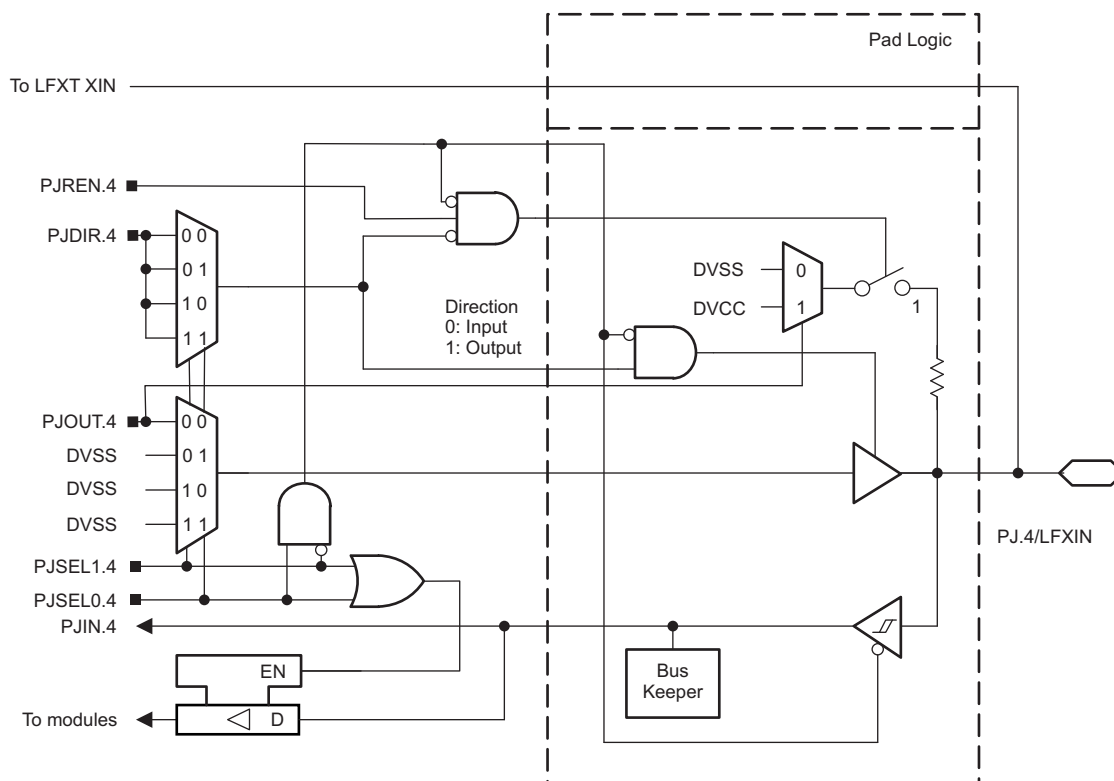 Pad Logic
To LFXT XIN
PJREN.4
PJDIR.4
0 0
0 1
1 0
1 1
Direction
0: Input
1: Output
DVSS
0
DVCC
1
1
PJOUT.4
0 0
DVSS
0 1
DVSS
1 0
DVSS
1 1
PJ.4/LFXIN
PJSEL1.4
PJSEL0.4
PJIN.4
Bus
Keeper
EN
To modules
D